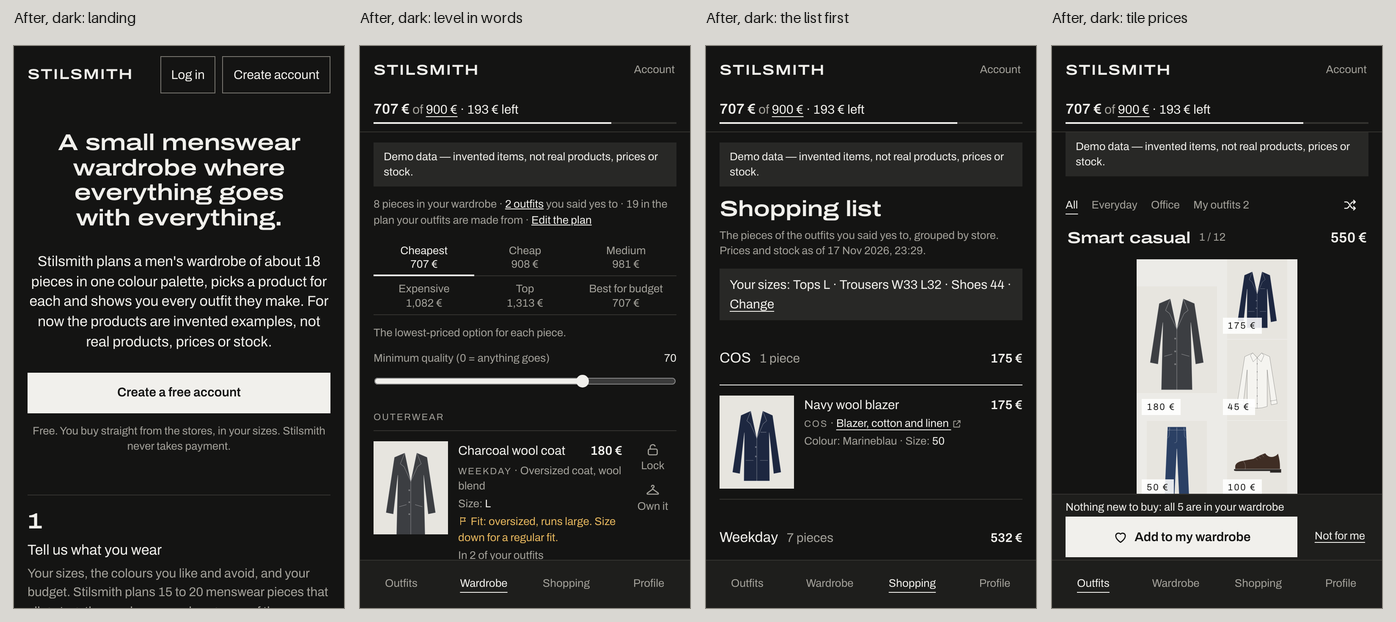 After, dark: landing
STILSMITH
Log in
Create account
A small menswear
wardrobe where
everything goes
with everything.
Stilsmith plans a men's wardrobe of about 18
pieces in one colour palette, picks a product for
each and shows you every outfit they make. For
now the products are invented examples, not
real products, prices or stock.
Create a free account
Free. You buy straight from the stores, in your sizes. Stilsmith
never takes payment.
1
Tell us what you wear
Your sizes, the colours you like and avoid, and your
budget. Stilsmith plans 15 to 20 menswear pieces that
After, dark: level in words
STILSMITH
Account
707 € of 900 € · 193 € left
Demo data — invented items, not real products, prices or
stock.
8 pieces in your wardrobe · 2 outfits you said yes to · 19 in the
plan your outfits are made from · Edit the plan
Cheapest
707 €
Cheap
908 €
Medium
981 €
Expensive
1,082 €
Top
1,313 €
Best for budget
707 €
The lowest-priced option for each piece.
Minimum quality (0 = anything goes)
70
OUTERWEAR
Charcoal wool coat
180 €
WEEKDAY · Oversized coat, wool
blend
Size: L
Fit: oversized, runs large. Size
down for a regular fit.
In 2 of your outfits
Lock
Own it
Outfits
Wardrobe
Shopping
Profile
After, dark: the list first
STILSMITH
Account
707 € of 900 € · 193 € left
Demo data — invented items, not real products, prices or
stock.
Shopping list
The pieces of the outfits you said yes to, grouped by store.
Prices and stock as of 17 Nov 2026, 23:29.
Your sizes: Tops L · Trousers W33 L32 · Shoes 44 ·
Change
COS 1 piece
175 €
Navy wool blazer
175 €
COS · Blazer, cotton and linen
Colour: Marineblau · Size: 50
Weekday 7 pieces
532 €
Outfits
Wardrobe
Shopping
Profile
After, dark: tile prices
STILSMITH
Account
707 € of 900 € · 193 € left
Demo data — invented items, not real products, prices or
stock.
All
Everyday
Office
My outfits 2
Smart casual 1 / 12
550 €
175 €
180 €
45 €
50 €
100 €
Nothing new to buy: all 5 are in your wardrobe
Add to my wardrobe
Not for me
Outfits
Wardrobe
Shopping
Profile